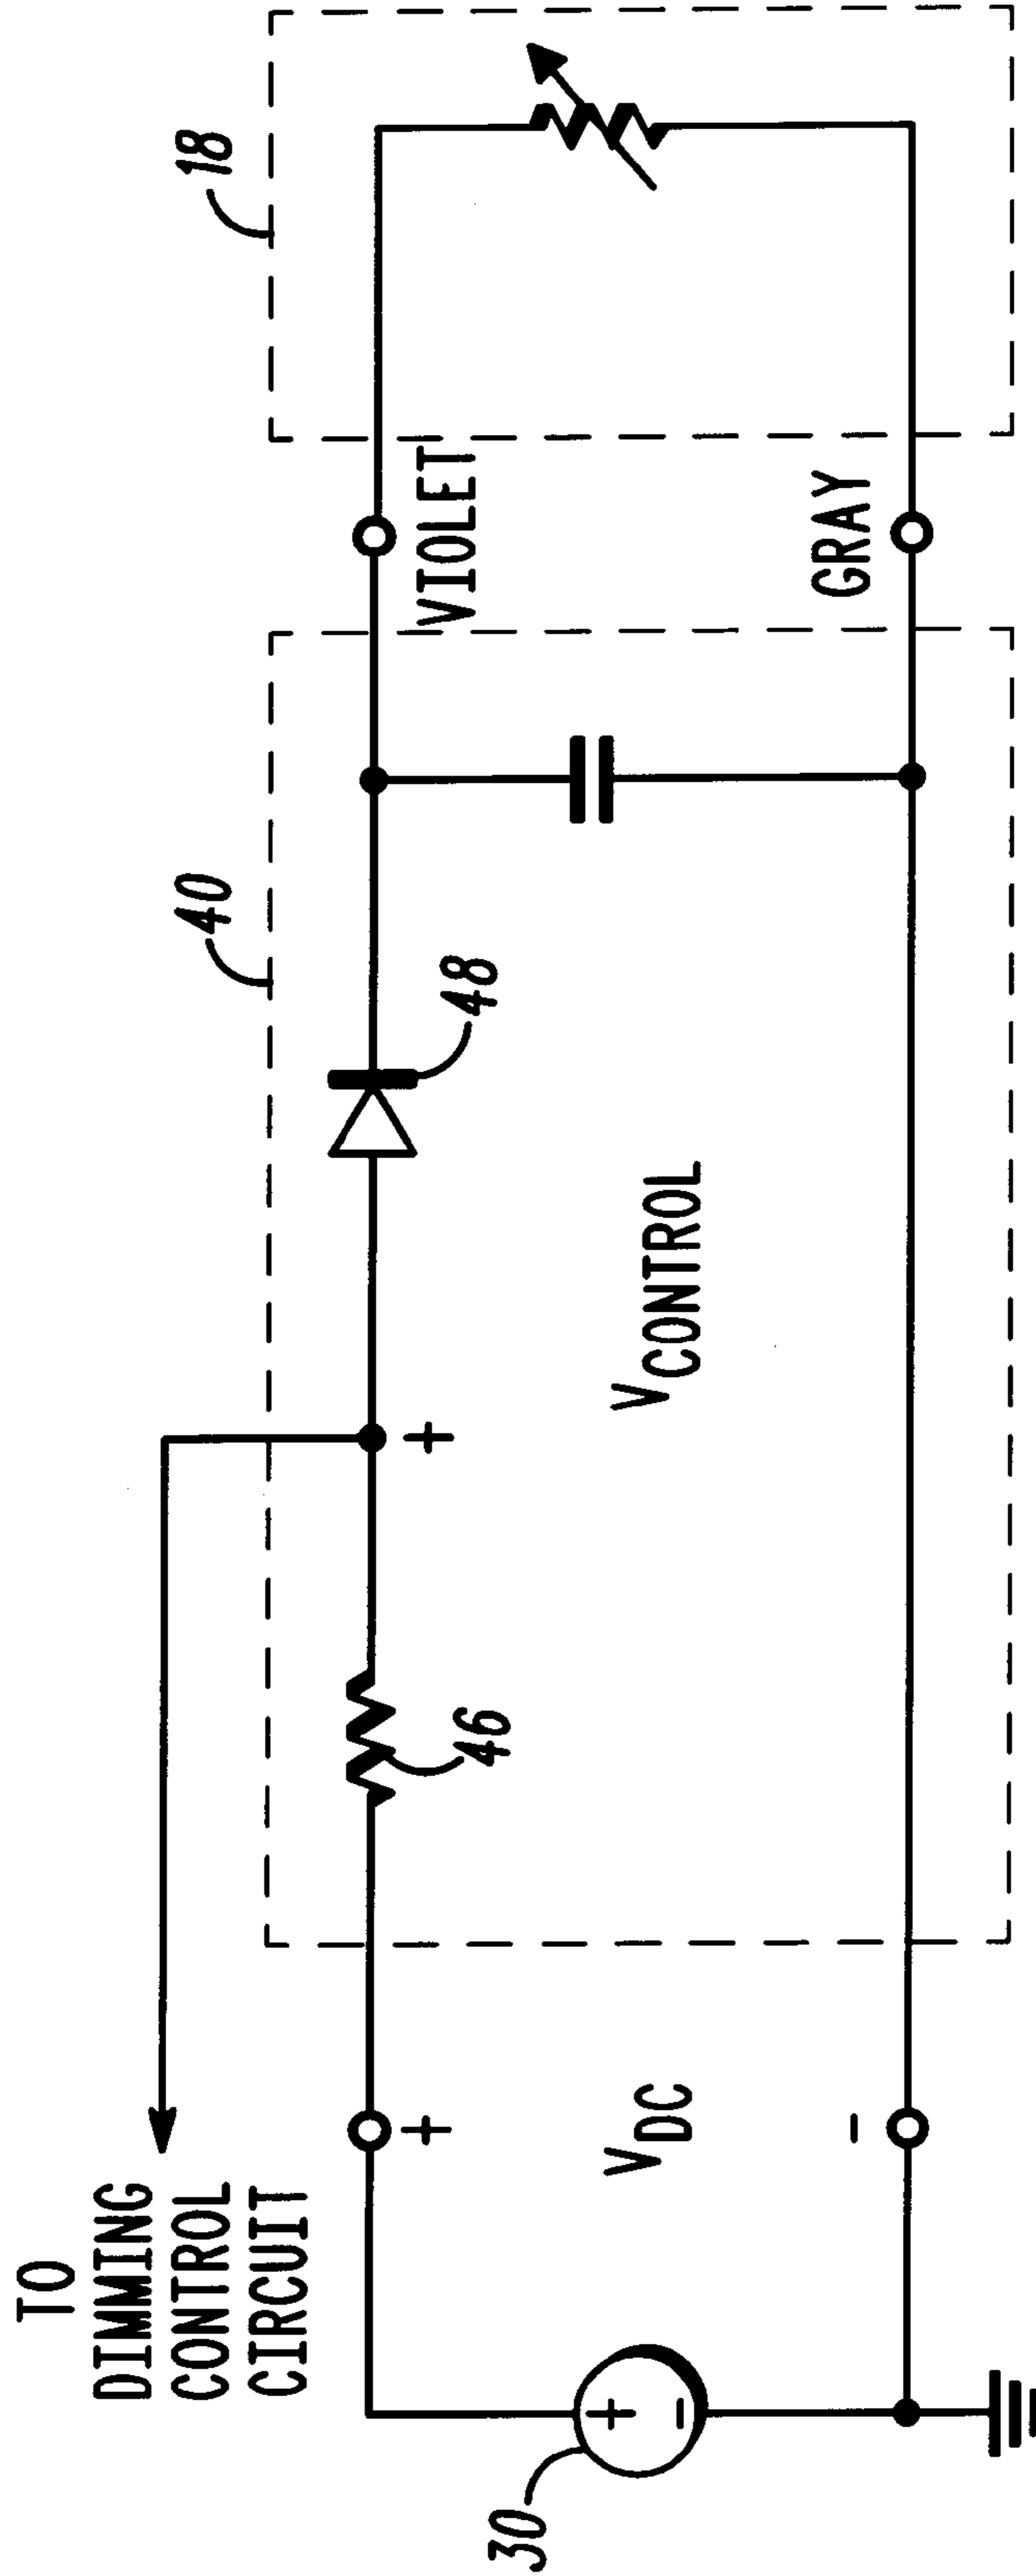 TO
DIMMING
CONTROL
CIRCUIT
40
18
30
+
-
+
VDC
-
46
+
VCONTROL
48
VIOLET
GRAY